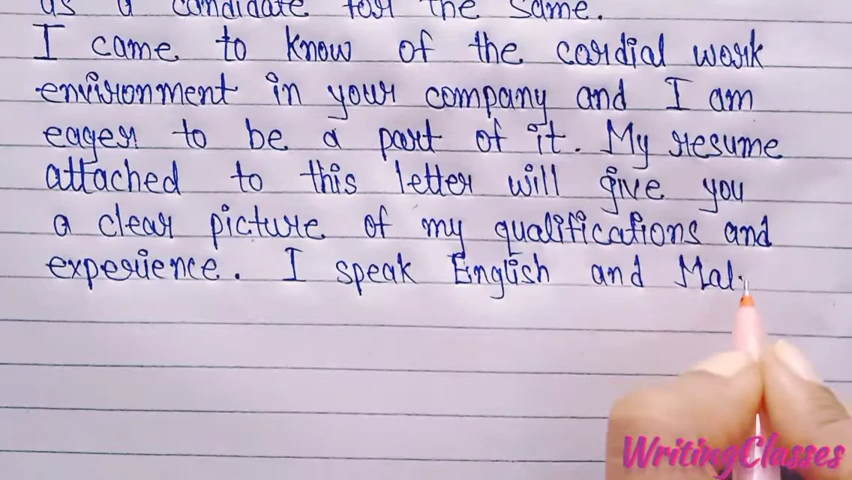 as a candidate for the same.
I came to know of the cordial work
environment in your company and I am
eager to be a part of it. My resume
attached to this letter will give you
a clear picture of my qualifications and
experience. I speak English and Mal
WritingClasses